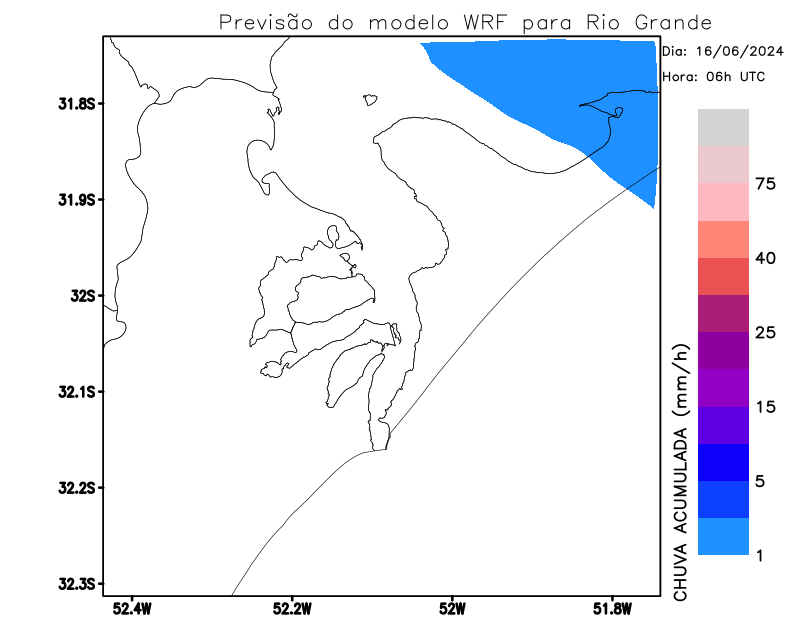 Previsão do modelo WRF para Rio Grande
Dia: 16/06/2024
Hora: 06h UTC
31.8S
31.9S
32S
32.1S
32.2S
32.3S
52.4W
52.2W
52W
51.8W
75
40
25
15
5
1
CHUVA ACUMULADA (mm/h)